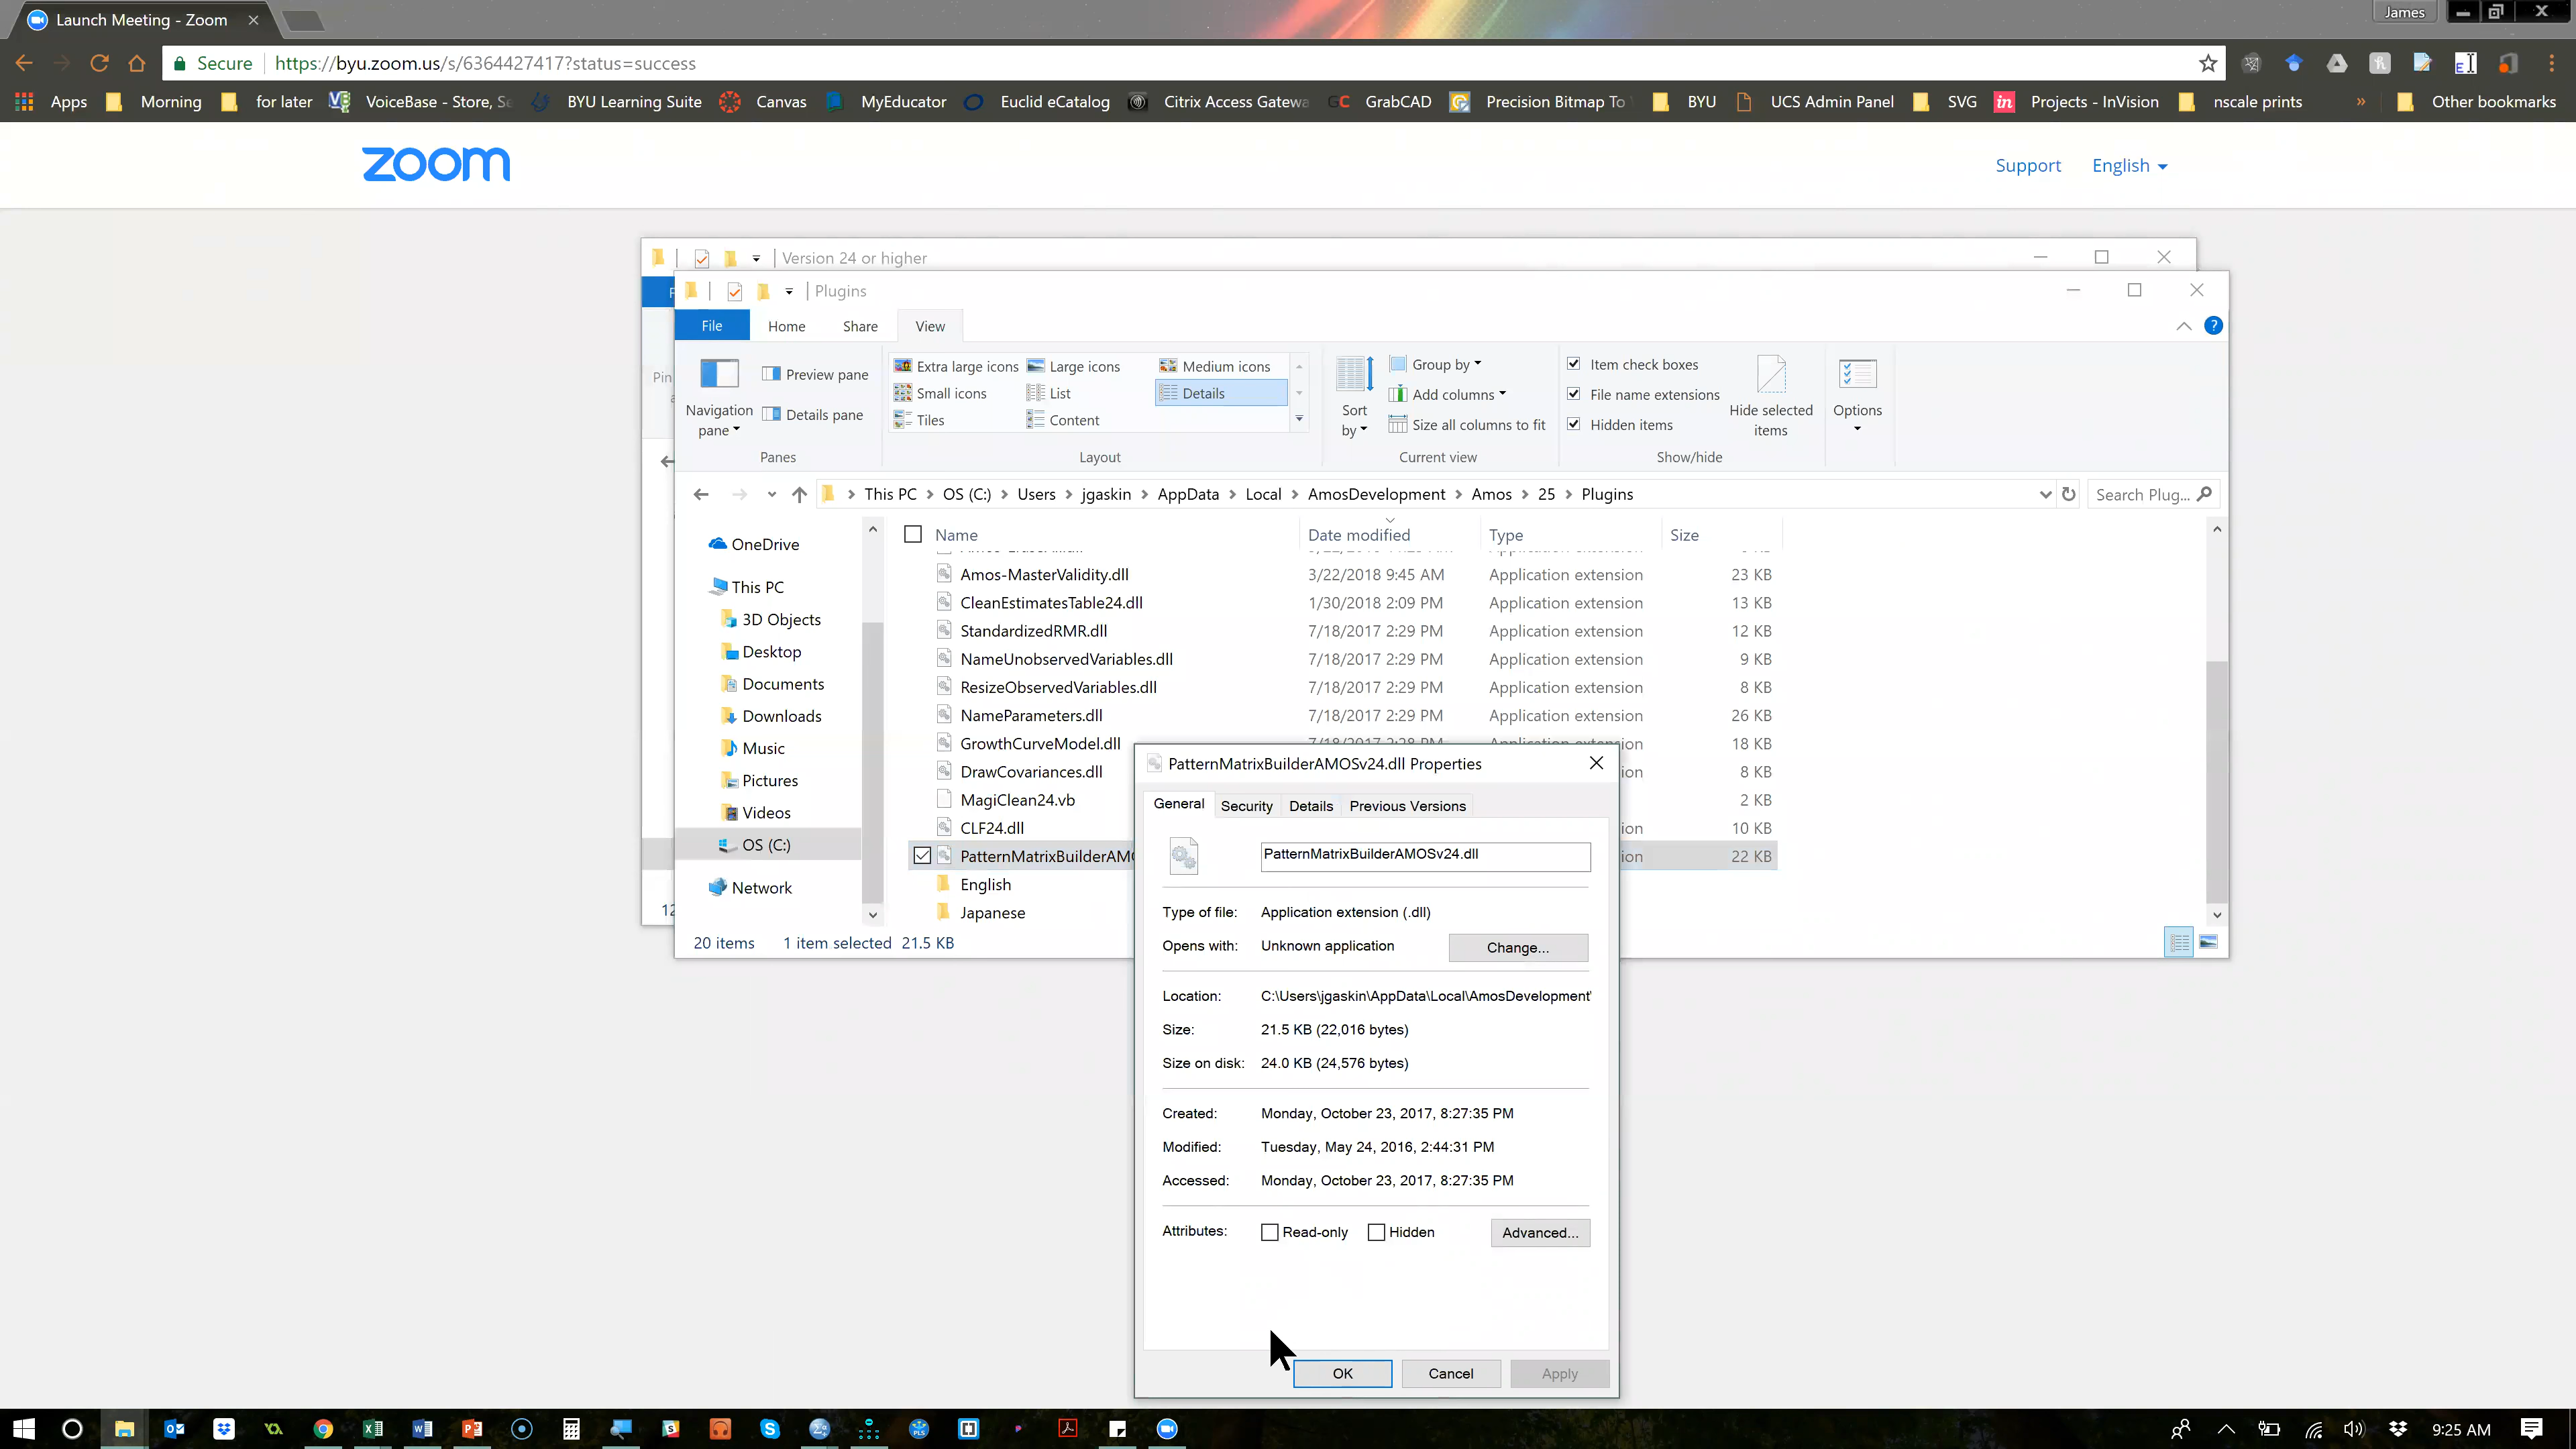 Launch Meeting - Zoom
James
Secure
https://byu.zoom.us/s/6364427417?status=success
Apps
Morning
for later
VoiceBase - Store, Se
BYU Learning Suite
Canvas
MyEducator
Euclid eCatalog
Citrix Access Gatewa
GrabCAD
Precision Bitmap To
BYU
UCS Admin Panel
SVG
Projects - InVision
nscale prints
»
Other bookmarks
zoom
Support
English
Version 24 or higher
Plugins
File
Home
Share
View
Pin
Navigation pane
Preview pane
Details pane
Panes
Extra large icons
Large icons
Medium icons
Small icons
List
Details
Tiles
Content
Layout
Sort by
Group by
Add columns
Size all columns to fit
Current view
Item check boxes
File name extensions
Hidden items
Hide selected items
Show/hide
Options
This PC > OS (C:) > Users > jgaskin > AppData > Local > AmosDevelopment > Amos > 25 > Plugins
Search Plug...
OneDrive
This PC
3D Objects
Desktop
Documents
Downloads
Music
Pictures
Videos
OS (C:)
Network
Name Date modified Type Size
Amos-MasterValidity.dll 3/22/2018 9:45 AM Application extension 23 KB
CleanEstimatesTable24.dll 1/30/2018 2:09 PM Application extension 13 KB
StandardizedRMR.dll 7/18/2017 2:29 PM Application extension 12 KB
NameUnobservedVariables.dll 7/18/2017 2:29 PM Application extension 9 KB
ResizeObservedVariables.dll 7/18/2017 2:29 PM Application extension 8 KB
NameParameters.dll 7/18/2017 2:29 PM Application extension 26 KB
GrowthCurveModel.dll 7/18/2017 2:28 PM Application extension 18 KB
DrawCovariances.dll ion 8 KB
MagiClean24.vb 2 KB
CLF24.dll ion 10 KB
PatternMatrixBuilderAM ion 22 KB
English
Japanese
12
20 items 1 item selected 21.5 KB
PatternMatrixBuilderAMOSv24.dll Properties
General
Security
Details
Previous Versions
PatternMatrixBuilderAMOSv24.dll
Type of file: Application extension (.dll)
Opens with: Unknown application
Change...
Location: C:\Users\jgaskin\AppData\Local\AmosDevelopment\
Size: 21.5 KB (22,016 bytes)
Size on disk: 24.0 KB (24,576 bytes)
Created: Monday, October 23, 2017, 8:27:35 PM
Modified: Tuesday, May 24, 2016, 2:44:31 PM
Accessed: Monday, October 23, 2017, 8:27:35 PM
Attributes: Read-only Hidden
Advanced...
OK
Cancel
Apply
9:25 AM